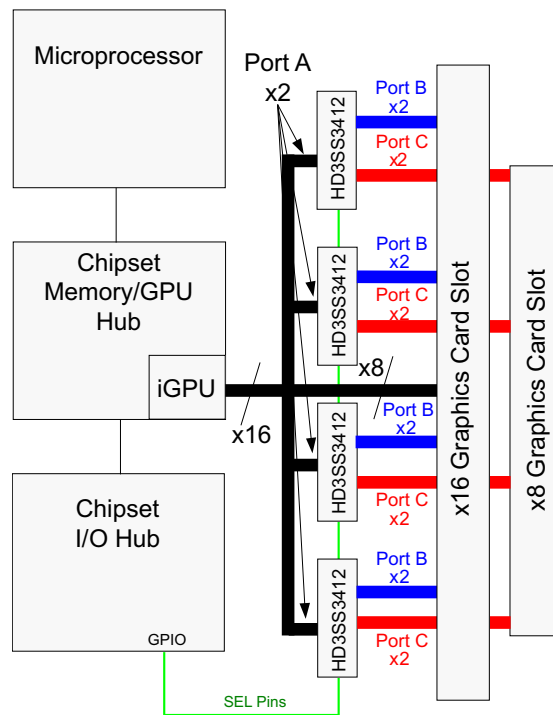 Microprocessor
Port A
x2
HD3SS3412
Port B
x2
Port C
x2
Chipset
Memory/GPU
Hub
iGPU
x16
x8
HD3SS3412
Port B
x2
Port C
x2
x16 Graphics Card Slot
x8 Graphics Card Slot
HD3SS3412
Port B
x2
Port C
x2
Chipset
I/O Hub
GPIO
HD3SS3412
Port B
x2
Port C
x2
SEL Pins